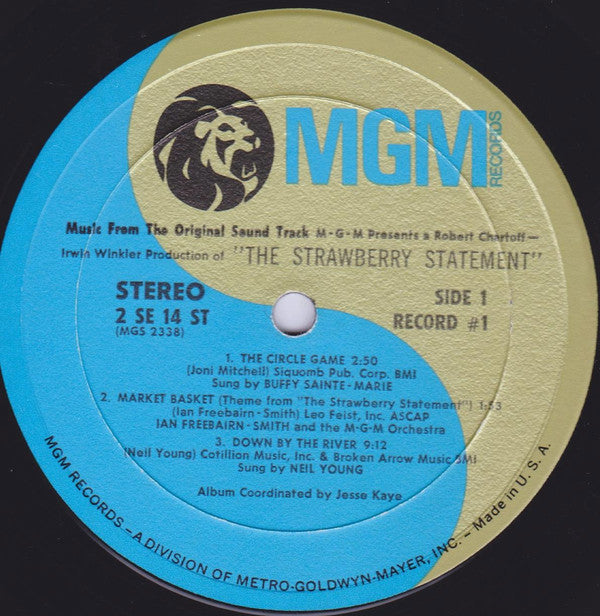 MGM
RECORDS
Music From The Original Sound Track M-G-M Presents a Robert Chartoff—
Irwin Winkler Production of "THE STRAWBERRY STATEMENT"
STEREO
2 SE 14 ST
(MGS 2338)
SIDE 1
RECORD #1
1. THE CIRCLE GAME 2:50
(Joni Mitchell) Siquomb Pub. Corp. BMI
Sung by BUFFY SAINTE-MARIE
2. MARKET BASKET (Theme from "The Strawberry Statement") 1:53
(Ian Freebairn-Smith) Leo Feist, Inc. ASCAP
IAN FREEBAIRN-SMITH and the M-G-M Orchestra
3. DOWN BY THE RIVER 9:12
(Neil Young) Cotillion Music, Inc. & Broken Arrow Music BMI
Sung by NEIL YOUNG
Album Coordinated by Jesse Kaye
MGM RECORDS—A DIVISION OF METRO-GOLDWYN-MAYER, INC. – Made in U. S. A.